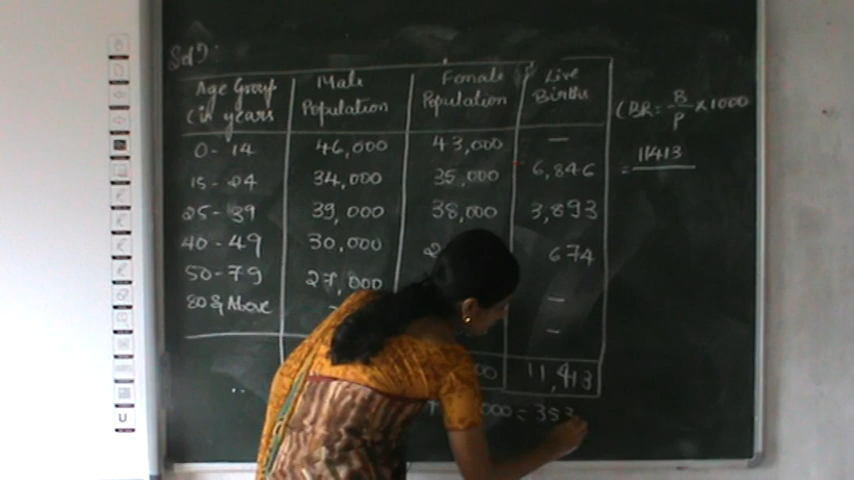 Soln:
Age Group (in years) Male Population Female Population Live Births
0-14 46,000 43,000 —
15-24 34,000 35,000 6,846
25-39 39,000 38,000 3,893
40-49 30,000 674
50-79 27,000 —
80 & Above —
11,413
000 = 353
CBR = B/P × 1000
= 11413